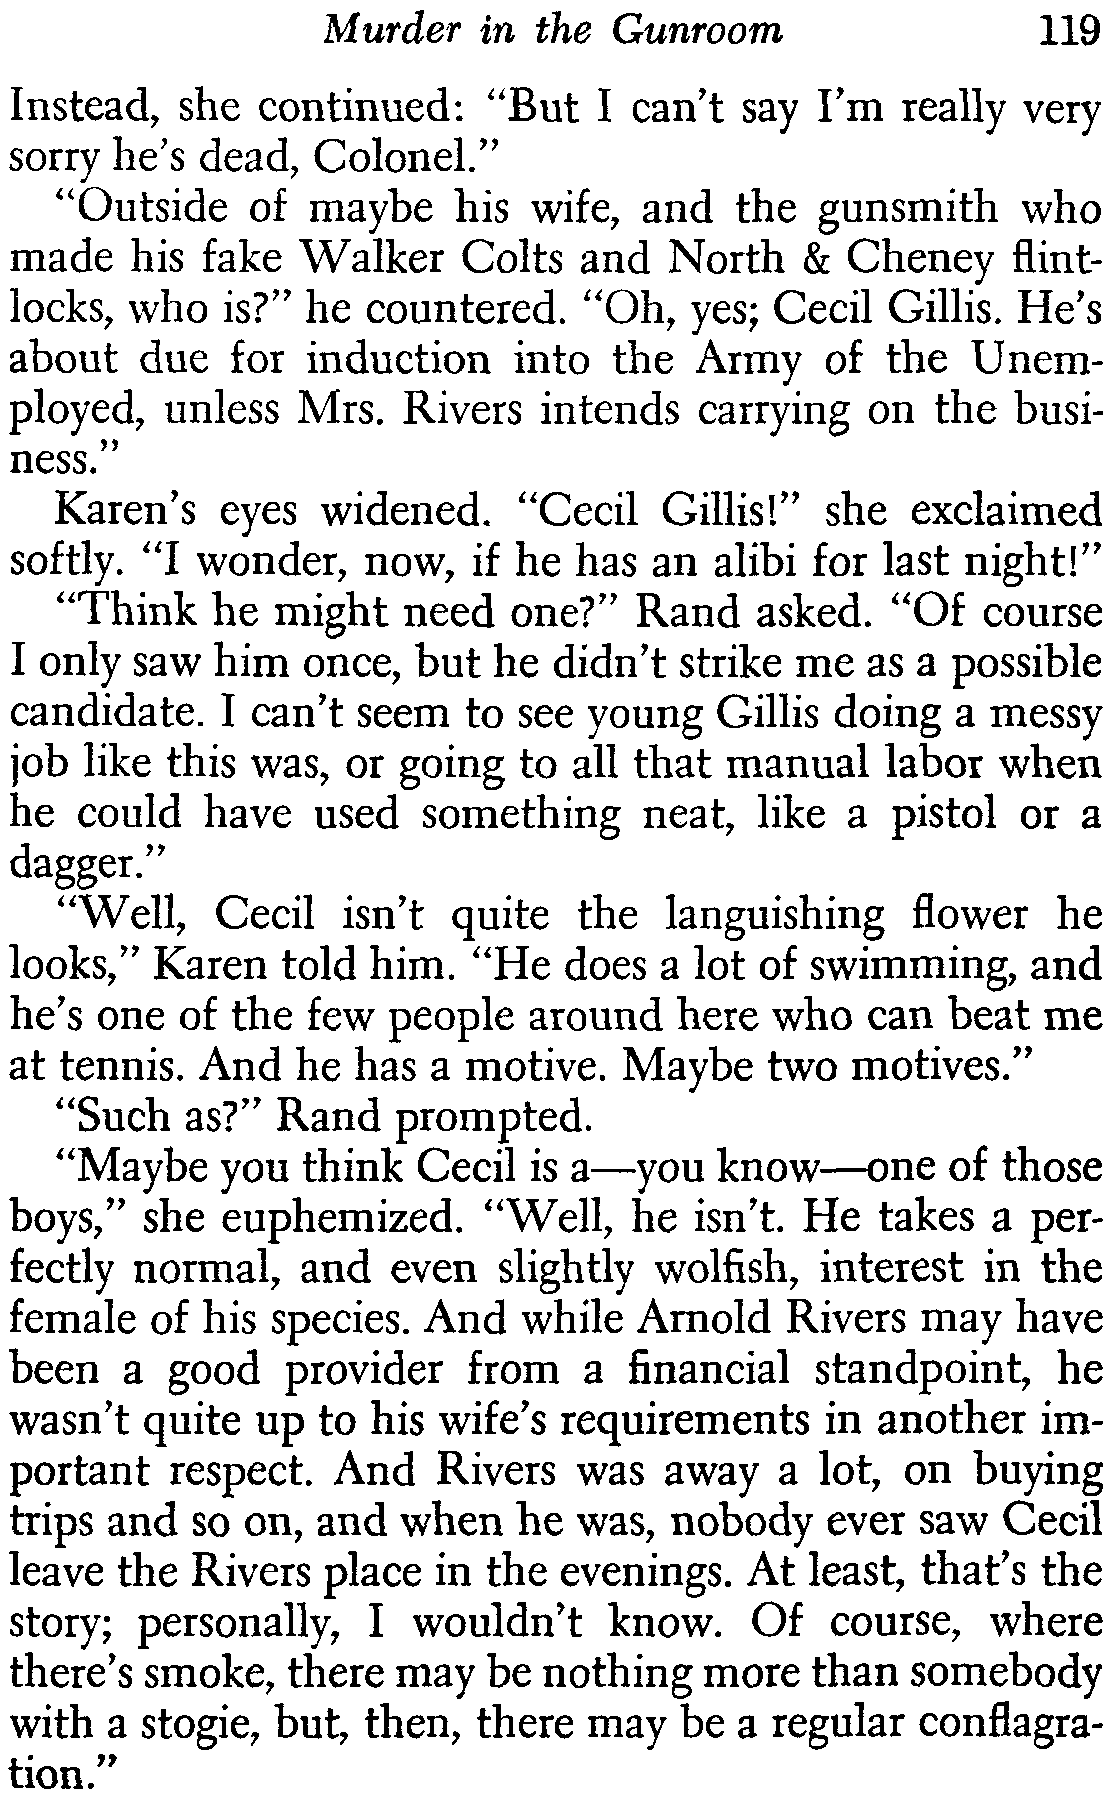 Murder in the Gunroom 119
Instead, she continued: "But I can't say I'm really very
sorry he's dead, Colonel."
"Outside of maybe his wife, and the gunsmith who
made his fake Walker Colts and North & Cheney flint-
locks, who is?" he countered. "Oh, yes; Cecil Gillis. He's
about due for induction into the Army of the Unem-
ployed, unless Mrs. Rivers intends carrying on the busi-
ness."
Karen's eyes widened. "Cecil Gillis!" she exclaimed
softly. "I wonder, now, if he has an alibi for last night!"
"Think he might need one?" Rand asked. "Of course
I only saw him once, but he didn't strike me as a possible
candidate. I can't seem to see young Gillis doing a messy
job like this was, or going to all that manual labor when
he could have used something neat, like a pistol or a
dagger."
"Well, Cecil isn't quite the languishing flower he
looks," Karen told him. "He does a lot of swimming, and
he's one of the few people around here who can beat me
at tennis. And he has a motive. Maybe two motives."
"Such as?" Rand prompted.
"Maybe you think Cecil is a—you know—one of those
boys," she euphemized. "Well, he isn't. He takes a per-
fectly normal, and even slightly wolfish, interest in the
female of his species. And while Arnold Rivers may have
been a good provider from a financial standpoint, he
wasn't quite up to his wife's requirements in another im-
portant respect. And Rivers was away a lot, on buying
trips and so on, and when he was, nobody ever saw Cecil
leave the Rivers place in the evenings. At least, that's the
story; personally, I wouldn't know. Of course, where
there's smoke, there may be nothing more than somebody
with a stogie, but, then, there may be a regular conflagra-
tion."